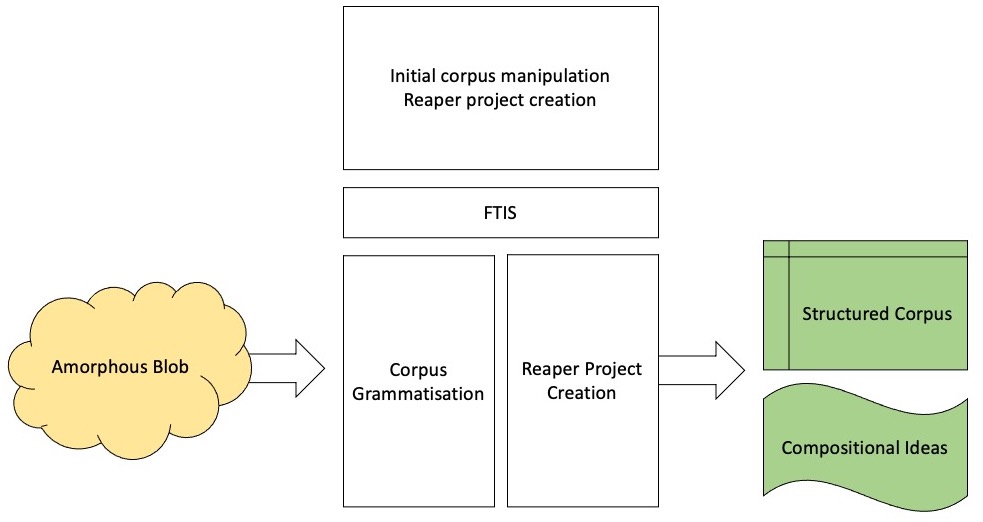 Initial corpus manipulation
Reaper project creation
FTIS
Amorphous Blob
Corpus
Grammatisation
Reaper Project
Creation
Structured Corpus
Compositional Ideas